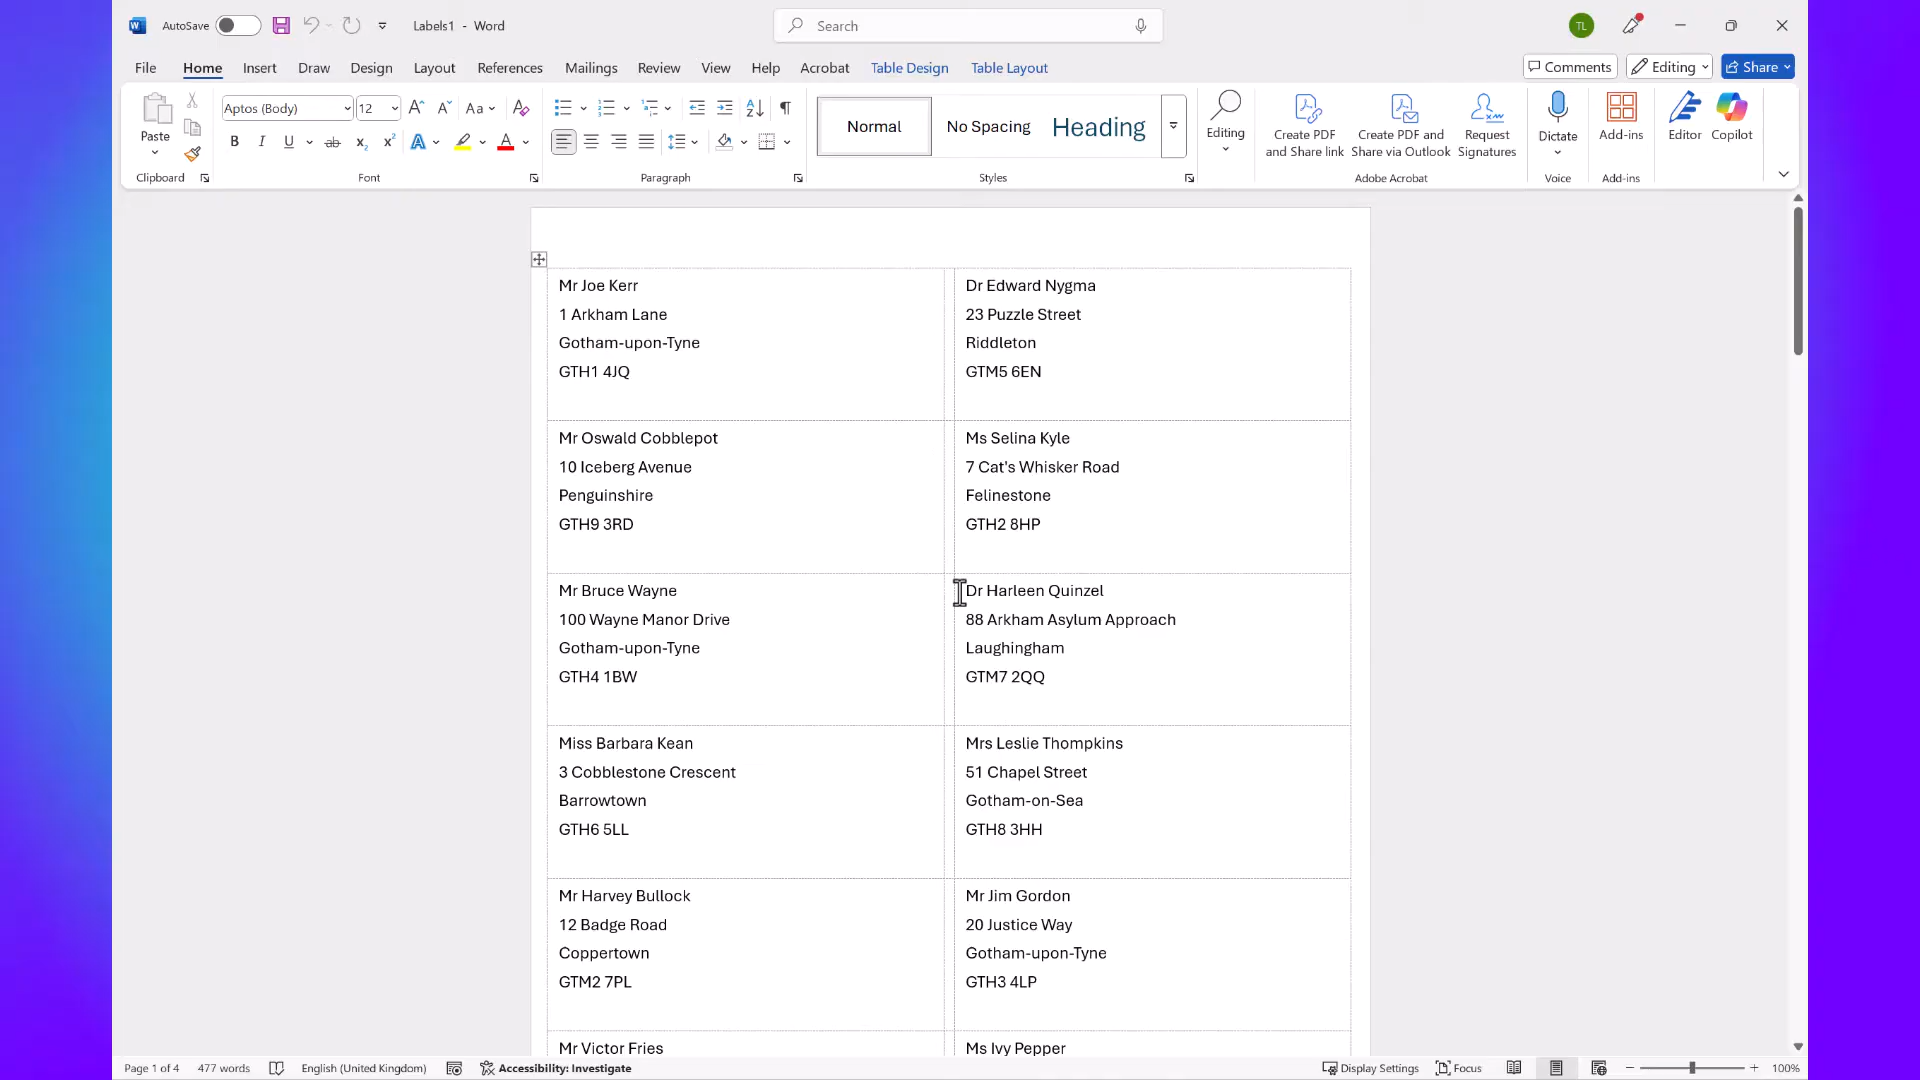 AutoSave
Labels1 - Word
Search
TL
File Home Insert Draw Design Layout References Mailings Review View Help Acrobat Table Design Table Layout
Comments Editing Share
Paste
Clipboard
Aptos (Body) 12
Font
Paragraph
Normal No Spacing Heading
Styles
Editing
Create PDF and Share link
Create PDF and Share via Outlook
Request Signatures
Adobe Acrobat
Dictate
Voice
Add-ins
Add-ins
Editor
Copilot
Mr Joe Kerr
1 Arkham Lane
Gotham-upon-Tyne
GTH1 4JQ
Dr Edward Nygma
23 Puzzle Street
Riddleton
GTM5 6EN
Mr Oswald Cobblepot
10 Iceberg Avenue
Penguinshire
GTH9 3RD
Ms Selina Kyle
7 Cat's Whisker Road
Felinestone
GTH2 8HP
Mr Bruce Wayne
100 Wayne Manor Drive
Gotham-upon-Tyne
GTH4 1BW
Dr Harleen Quinzel
88 Arkham Asylum Approach
Laughingham
GTM7 2QQ
Miss Barbara Kean
3 Cobblestone Crescent
Barrowtown
GTH6 5LL
Mrs Leslie Thompkins
51 Chapel Street
Gotham-on-Sea
GTH8 3HH
Mr Harvey Bullock
12 Badge Road
Coppertown
GTM2 7PL
Mr Jim Gordon
20 Justice Way
Gotham-upon-Tyne
GTH3 4LP
Mr Victor Fries
Ms Ivy Pepper
Page 1 of 4 477 words English (United Kingdom) Accessibility: Investigate Display Settings Focus 100%